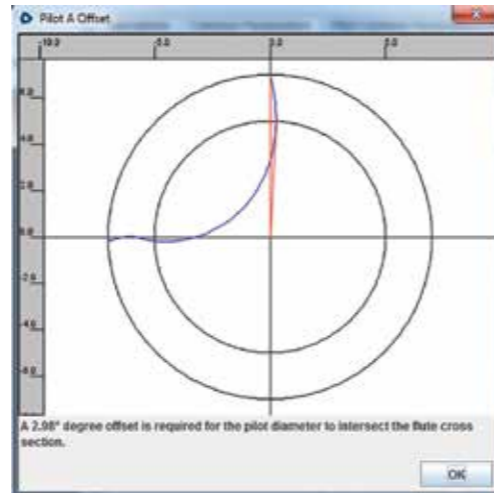 Pilot A Offset
-10.0 -5.0 0.0 5.0
6.0
4.0
2.0
0.0
-2.0
-4.0
-6.0
A 2.98° degree offset is required for the pilot diameter to intersect the flute cross
section.
OK